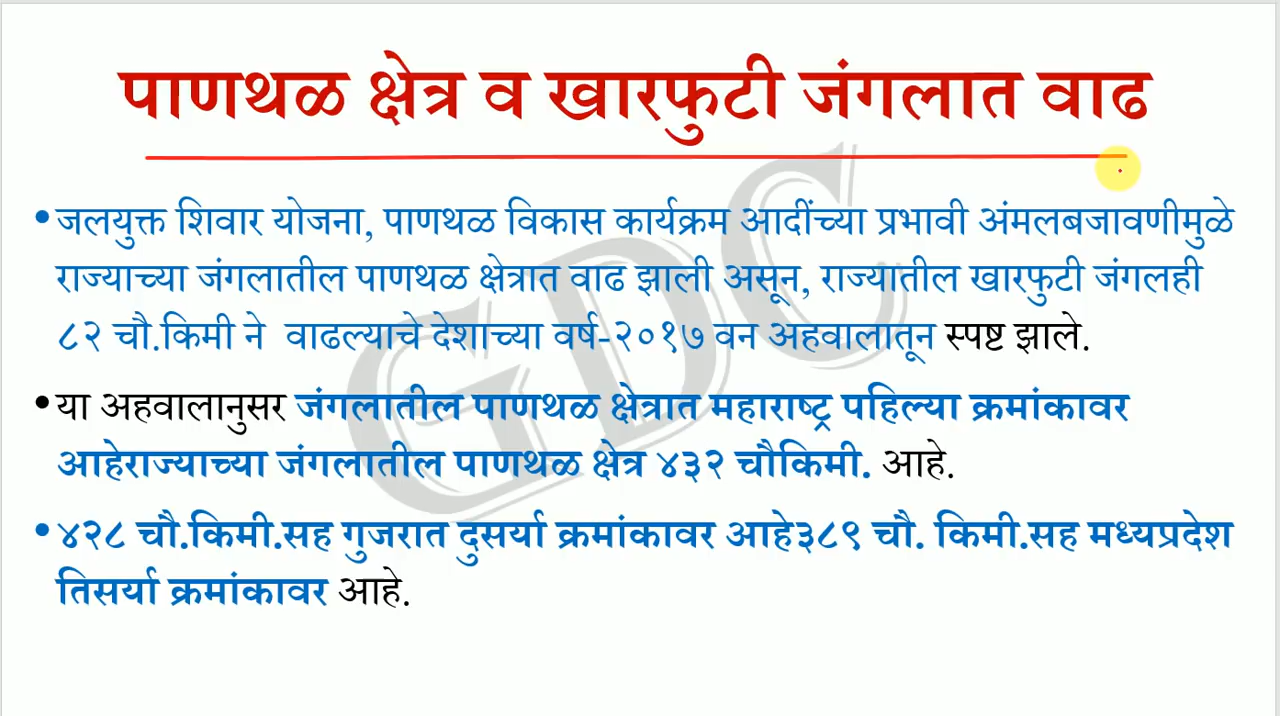 पाणथळ क्षेत्र व खारफुटी जंगलात वाढ
•जलयुक्त शिवार योजना, पाणथळ विकास कार्यक्रम आदींच्या प्रभावी अंमलबजावणीमुळे
राज्याच्या जंगलातील पाणथळ क्षेत्रात वाढ झाली असून, राज्यातील खारफुटी जंगलही
८२ चौ.किमी ने वाढल्याचे देशाच्या वर्ष-२०१७ वन अहवालातून स्पष्ट झाले.
•या अहवालानुसर जंगलातील पाणथळ क्षेत्रात महाराष्ट्र पहिल्या क्रमांकावर
आहेराज्याच्या जंगलातील पाणथळ क्षेत्र ४३२ चौकिमी. आहे.
•४२८ चौ.किमी.सह गुजरात दुसर्या क्रमांकावर आहे३८९ चौ. किमी.सह मध्यप्रदेश
तिसर्या क्रमांकावर आहे.
GDC